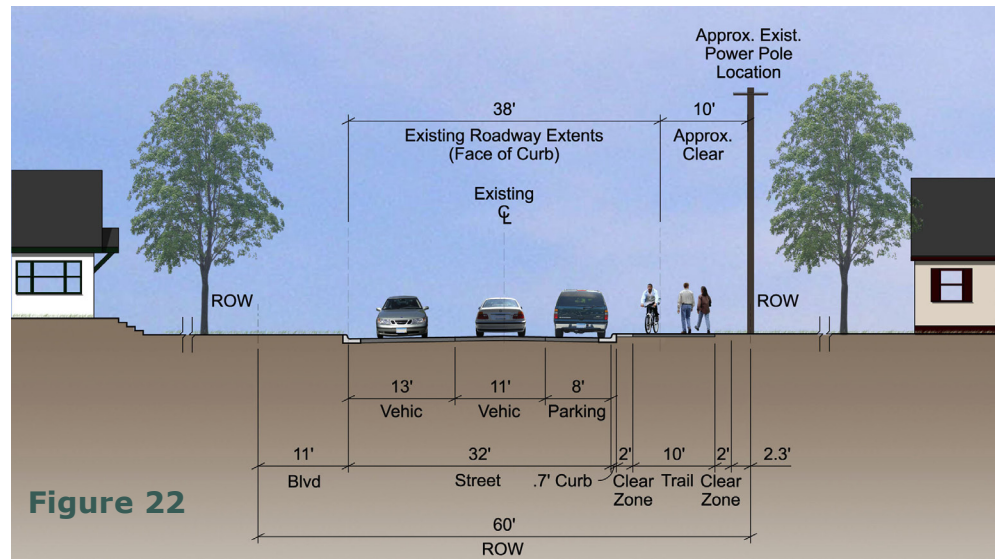 Approx. Exist.
Power Pole
Location
38'
10'
Existing Roadway Extents
(Face of Curb)
Approx.
Clear
Existing
℄
ROW
ROW
13'
11'
8'
Vehic
Vehic
Parking
11'
32'
2'
10'
2'
2.3'
Blvd
Street
.7' Curb
Clear
Zone
Trail
Clear
Zone
Figure 22
60'
ROW